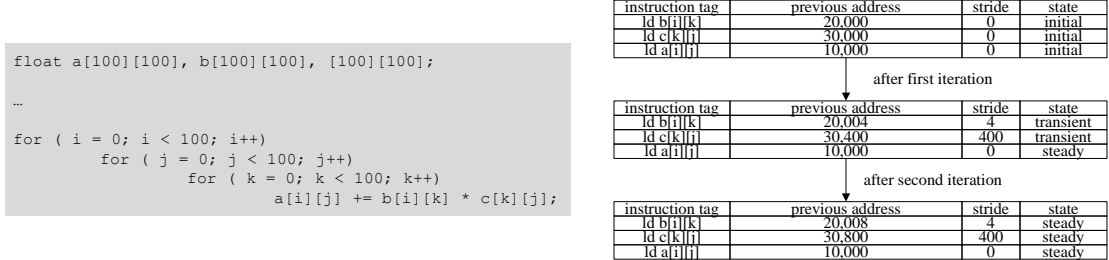 float a[100][100], b[100][100], [100][100];
…
for ( i = 0; i < 100; i++)
for ( j = 0; j < 100; j++)
for ( k = 0; k < 100; k++)
a[i][j] += b[i][k] * c[k][j];
instruction tag previous address stride state
ld b[i][k] 20,000 0 initial
ld c[k][j] 30,000 0 initial
ld a[i][j] 10,000 0 initial
after first iteration
instruction tag previous address stride state
ld b[i][k] 20,004 4 transient
ld c[k][j] 30,400 400 transient
ld a[i][j] 10,000 0 steady
after second iteration
instruction tag previous address stride state
ld b[i][k] 20,008 4 steady
ld c[k][j] 30,800 400 steady
ld a[i][j] 10,000 0 steady